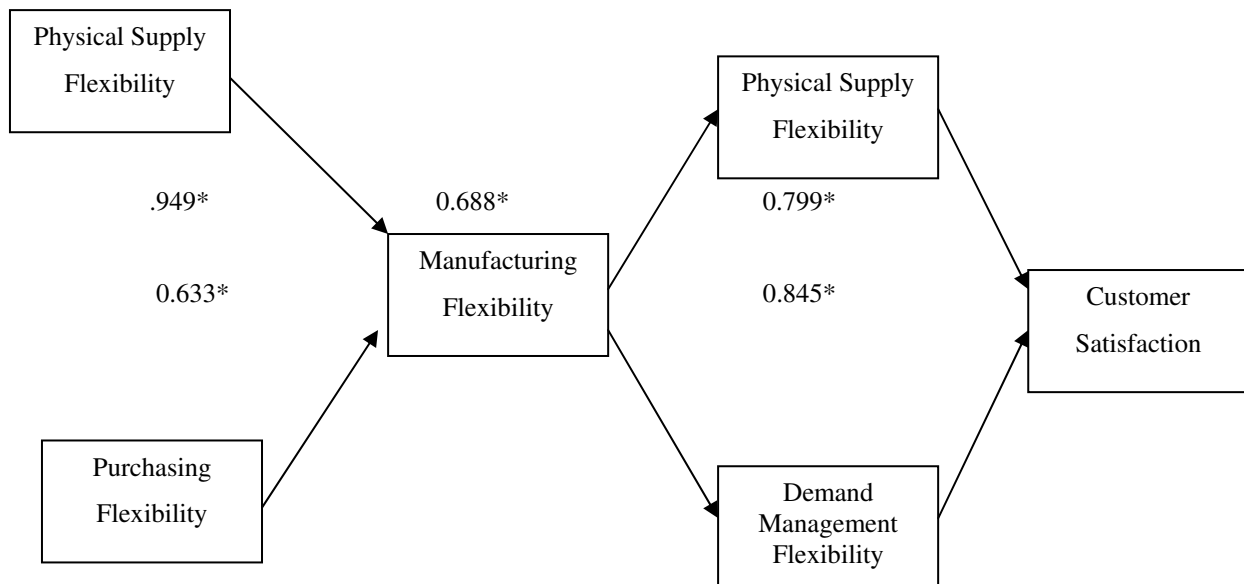 Physical Supply
Flexibility
Physical Supply
Flexibility
.949*
0.688*
0.799*
Manufacturing
Flexibility
0.633*
0.845*
Customer
Satisfaction
Purchasing
Flexibility
Demand
Management
Flexibility